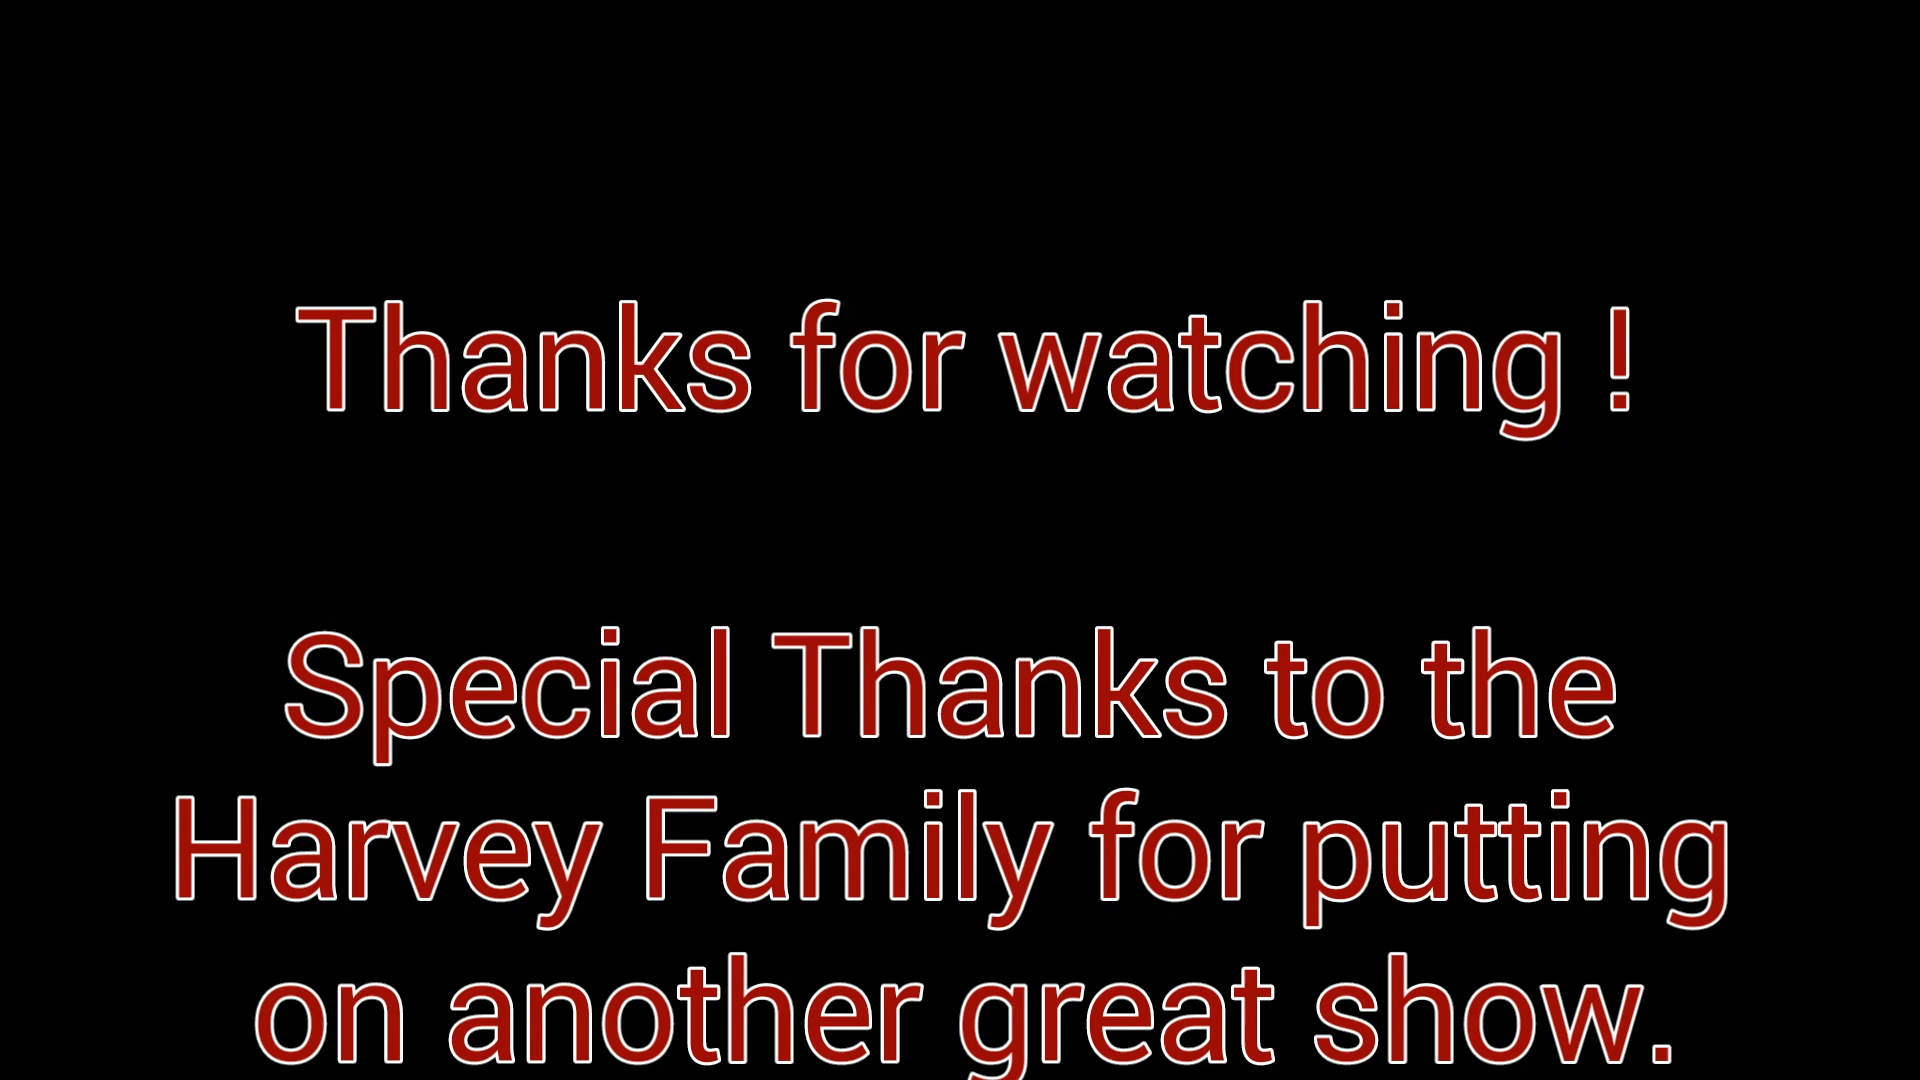 Thanks for watching !
Special Thanks to the
Harvey Family for putting
on another great show.